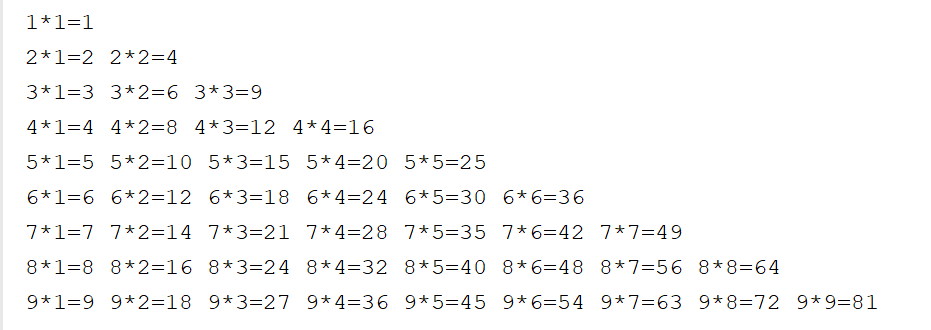 1*1=1
2*1=2 2*2=4
3*1=3 3*2=6 3*3=9
4*1=4 4*2=8 4*3=12 4*4=16
5*1=5 5*2=10 5*3=15 5*4=20 5*5=25
6*1=6 6*2=12 6*3=18 6*4=24 6*5=30 6*6=36
7*1=7 7*2=14 7*3=21 7*4=28 7*5=35 7*6=42 7*7=49
8*1=8 8*2=16 8*3=24 8*4=32 8*5=40 8*6=48 8*7=56 8*8=64
9*1=9 9*2=18 9*3=27 9*4=36 9*5=45 9*6=54 9*7=63 9*8=72 9*9=81